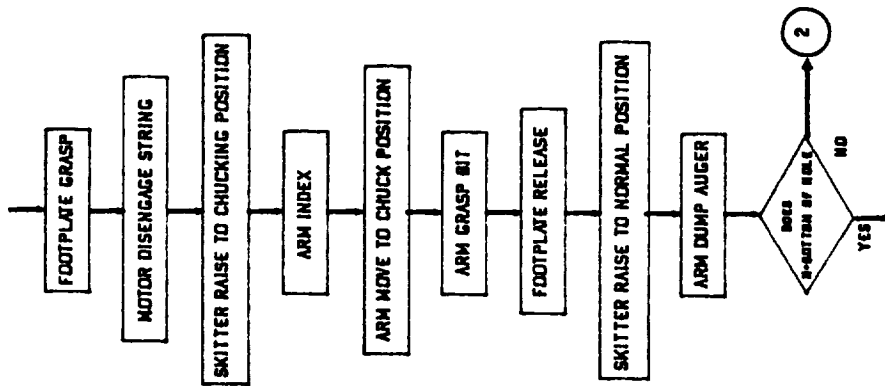 FOOTPLATE GRASP
MOTOR DISENGAGE STRING
SKITTER RAISE TO CHUCKING POSITION
ARM INDEX
ARM MOVE TO CHUCK POSITION
ARM GRASP BIT
FOOTPLATE RELEASE
SKITTER RAISE TO NORMAL POSITION
ARM DUMP AUGER
DOES
N=BOTTOM OF HOLE
NO
2
YES